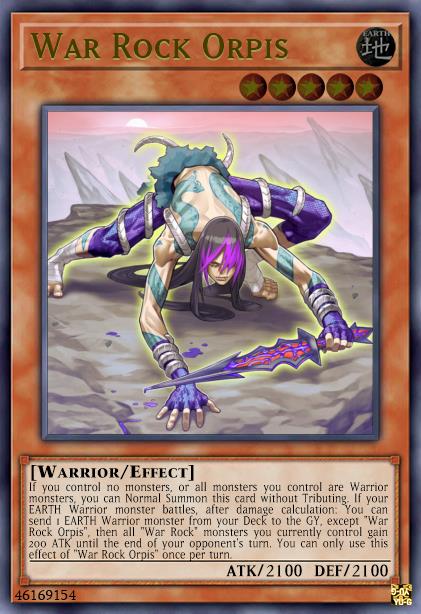 War Rock Orpis
EARTH
地
[Warrior/Effect]
If you control no monsters, or all monsters you control are Warrior
monsters, you can Normal Summon this card without Tributing. If your
EARTH Warrior monster battles, after damage calculation: You can
send 1 EARTH Warrior monster from your Deck to the GY, except "War
Rock Orpis", then all "War Rock" monsters you currently control gain
200 ATK until the end of your opponent's turn. You can only use this
effect of "War Rock Orpis" once per turn.
ATK/2100 DEF/2100
46169154